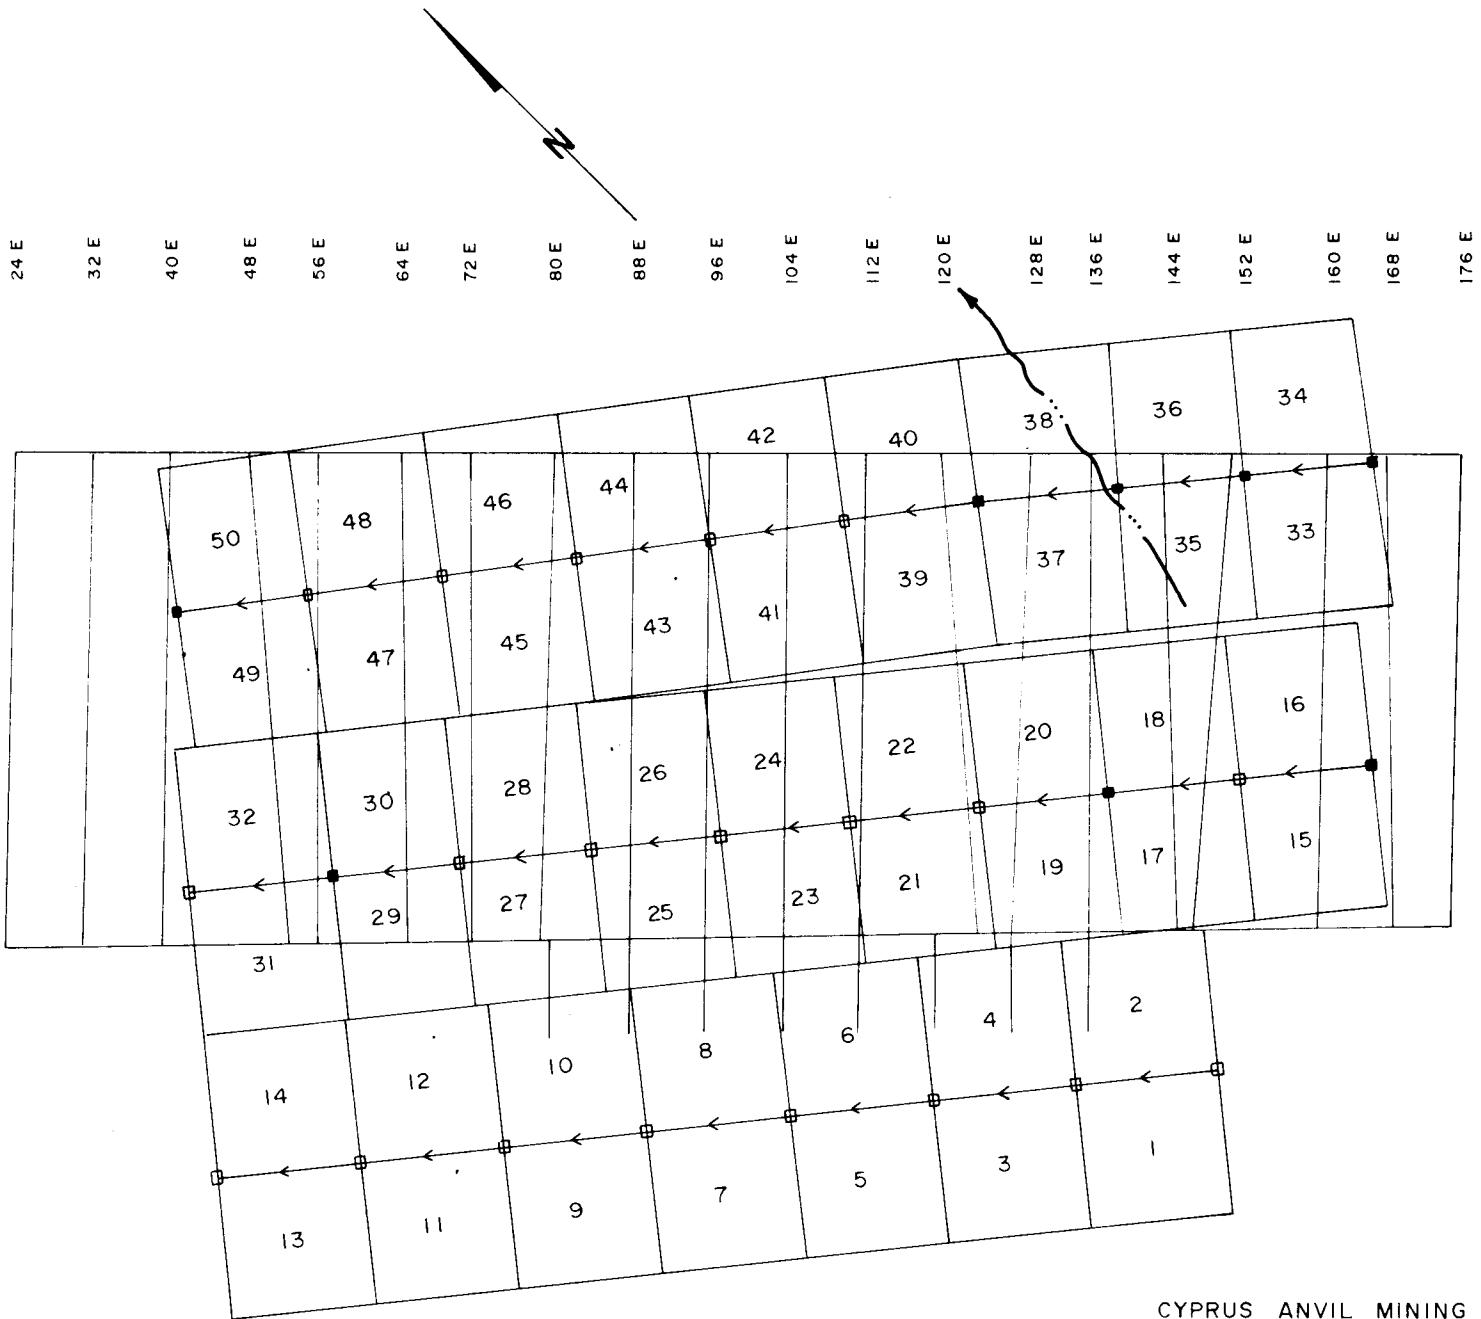 N
24 E 32 E 40 E 48 E 56 E 64 E 72 E 80 E 88 E 96 E 104 E 112 E 120 E 128 E 136 E 144 E 152 E 160 E 168 E 176 E
50 48 46 44 42 40 38 36 34
49 47 45 43 41 39 37 35 33
32 30 28 26 24 22 20 18 16
31 29 27 25 23 21 19 17 15
14 12 10 8 6 4 2
13 11 9 7 5 3 1
CYPRUS ANVIL MINING